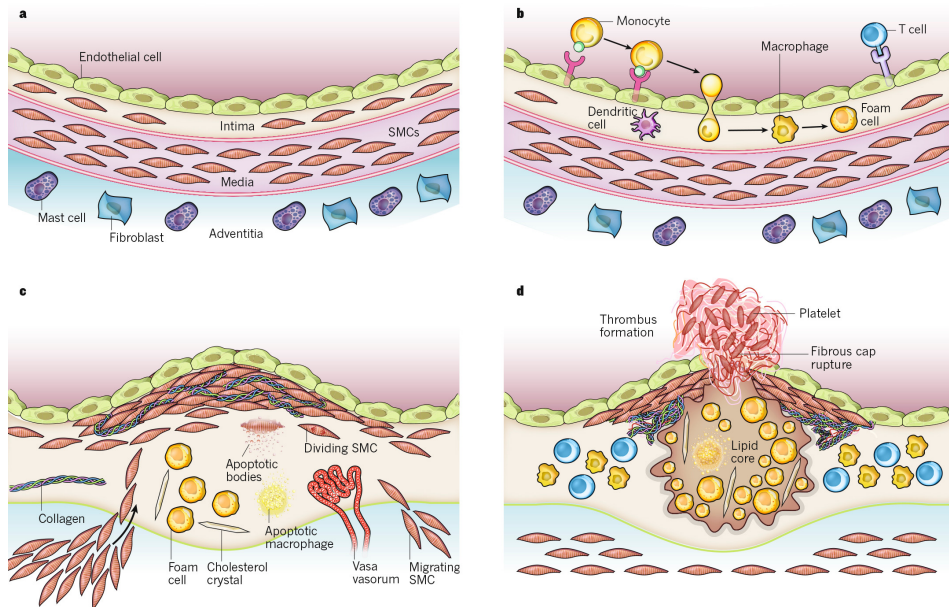 a
Endothelial cell
Intima
SMCs
Media
Mast cell
Fibroblast
Adventitia
b
Monocyte
T cell
Macrophage
Dendritic
cell
Foam
cell
c
Dividing SMC
Apoptotic
bodies
Collagen
Apoptotic
macrophage
Foam
cell
Cholesterol
crystal
Vasa
vasorum
Migrating
SMC
d
Thrombus
formation
Platelet
Fibrous cap
rupture
Lipid
core